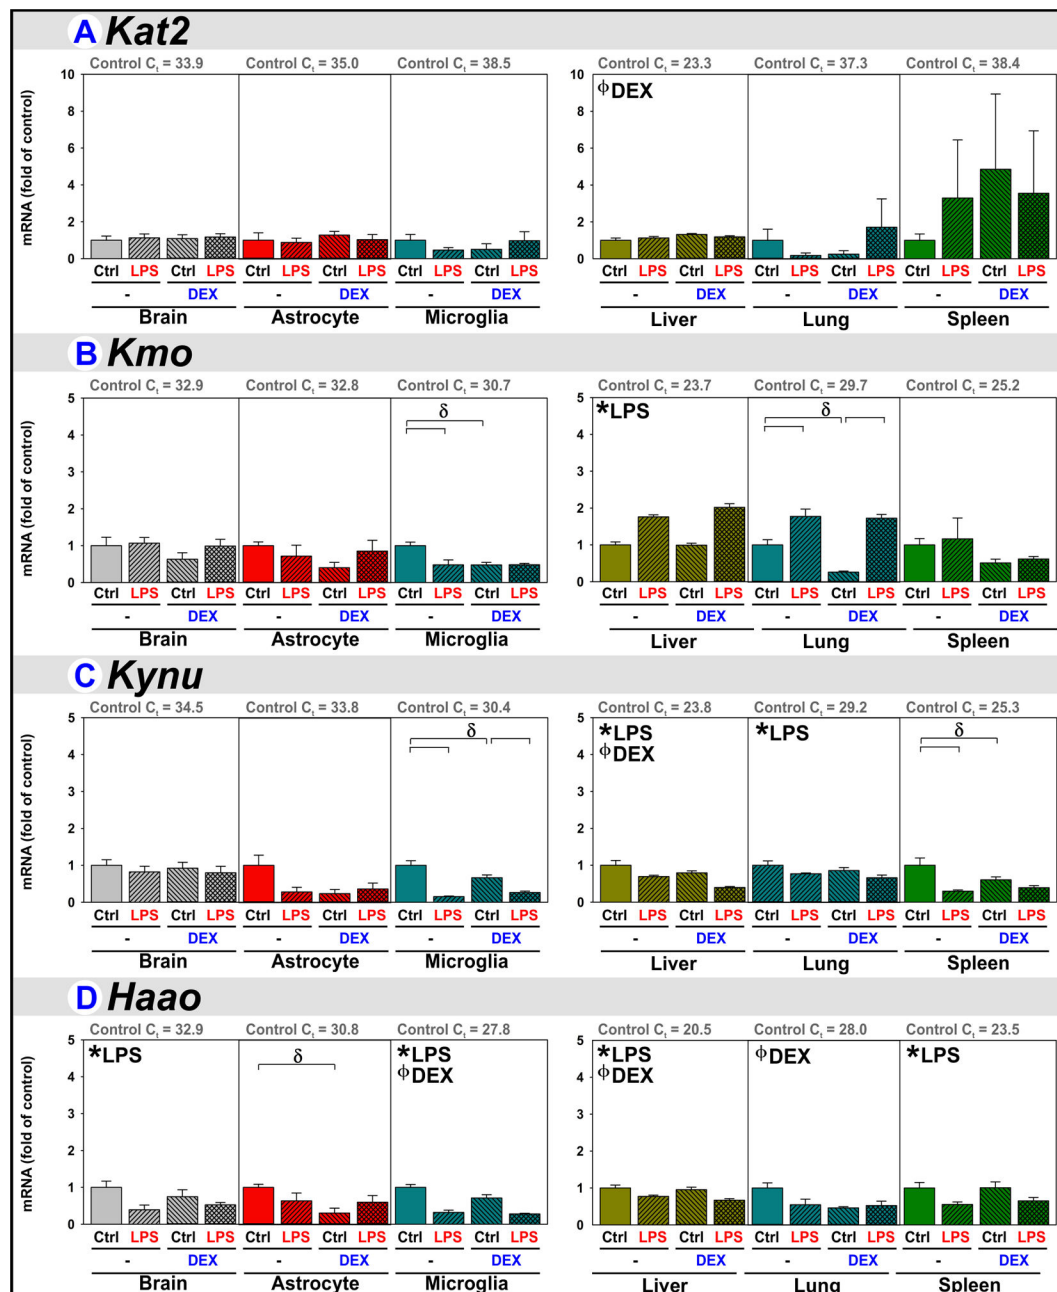 A Kat2
Control Ct = 33.9 Control Ct = 35.0 Control Ct = 38.5 Control Ct = 23.3 Control Ct = 37.3 Control Ct = 38.4
mRNA (fold of control)
10
8
6
4
2
0
ϕDEX
Ctrl LPS Ctrl LPS Ctrl LPS Ctrl LPS Ctrl LPS Ctrl LPS Ctrl LPS Ctrl LPS Ctrl LPS Ctrl LPS Ctrl LPS Ctrl LPS
- DEX - DEX - DEX - DEX - DEX - DEX
Brain Astrocyte Microglia Liver Lung Spleen
B Kmo
Control Ct = 32.9 Control Ct = 32.8 Control Ct = 30.7 Control Ct = 23.7 Control Ct = 29.7 Control Ct = 25.2
mRNA (fold of control)
5
4
3
2
1
0
δ *LPS δ
Ctrl LPS Ctrl LPS Ctrl LPS Ctrl LPS Ctrl LPS Ctrl LPS Ctrl LPS Ctrl LPS Ctrl LPS Ctrl LPS Ctrl LPS Ctrl LPS
- DEX - DEX - DEX - DEX - DEX - DEX
Brain Astrocyte Microglia Liver Lung Spleen
C Kynu
Control Ct = 34.5 Control Ct = 33.8 Control Ct = 30.4 Control Ct = 23.8 Control Ct = 29.2 Control Ct = 25.3
mRNA (fold of control)
5
4
3
2
1
0
δ *LPS *LPS δ
ϕDEX
Ctrl LPS Ctrl LPS Ctrl LPS Ctrl LPS Ctrl LPS Ctrl LPS Ctrl LPS Ctrl LPS Ctrl LPS Ctrl LPS Ctrl LPS Ctrl LPS
- DEX - DEX - DEX - DEX - DEX - DEX
Brain Astrocyte Microglia Liver Lung Spleen
D Haao
Control Ct = 32.9 Control Ct = 30.8 Control Ct = 27.8 Control Ct = 20.5 Control Ct = 28.0 Control Ct = 23.5
mRNA (fold of control)
5
4
3
2
1
0
*LPS δ *LPS *LPS ϕDEX *LPS
ϕDEX ϕDEX
Ctrl LPS Ctrl LPS Ctrl LPS Ctrl LPS Ctrl LPS Ctrl LPS Ctrl LPS Ctrl LPS Ctrl LPS Ctrl LPS Ctrl LPS Ctrl LPS
- DEX - DEX - DEX - DEX - DEX - DEX
Brain Astrocyte Microglia Liver Lung Spleen